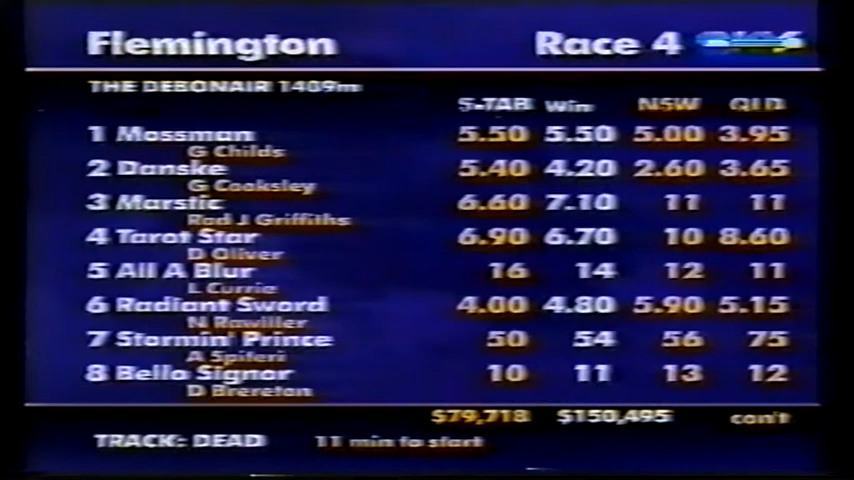 Flemington Race 4
THE DEBONAIR 1409m
S-TAB Win NSW QLD
1 Mossman 5.50 5.50 5.00 3.95
G Childs
2 Danske 5.40 4.20 2.60 3.65
G Cooksley
3 Marstic 6.60 7.10 11 11
Rod J Griffiths
4 Tarot Star 6.90 6.70 10 8.60
D Oliver
5 All A Blur 16 14 12 11
L Currie
6 Radiant Sword 4.00 4.80 5.90 5.15
N Rawiller
7 Stormin' Prince 50 54 56 75
A Spiteri
8 Bello Signor 10 11 13 12
D Brereton
$79,718 $150,495 con't
TRACK: DEAD 11 min to start